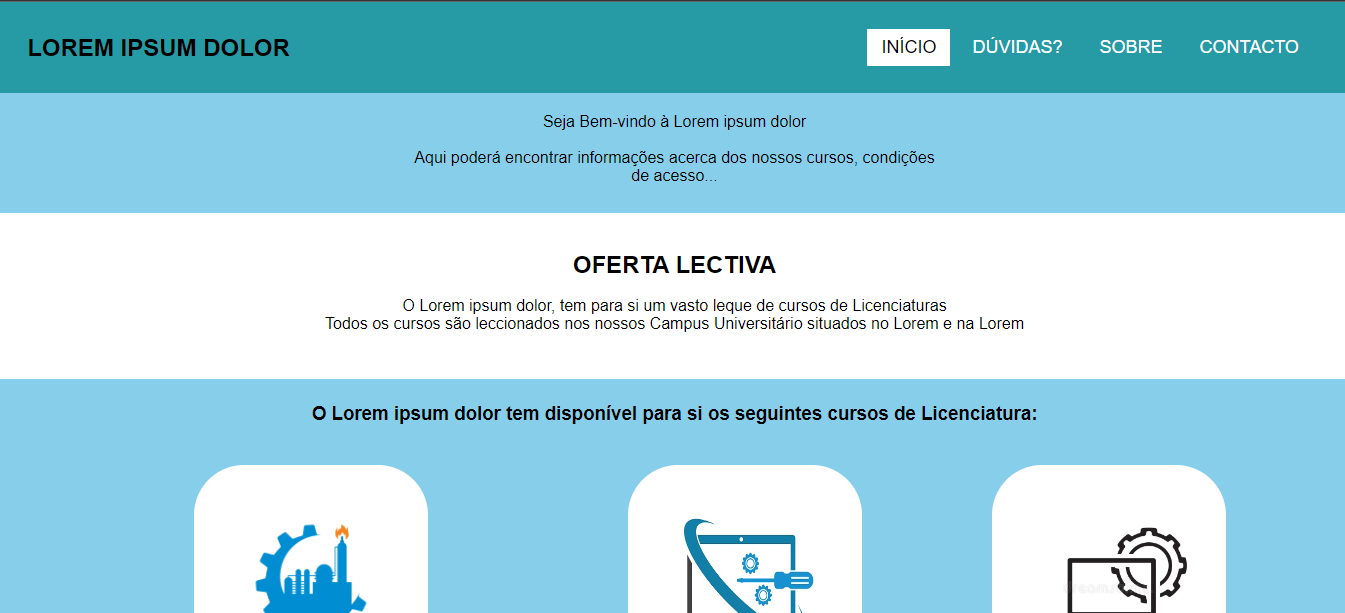 LOREM IPSUM DOLOR
INÍCIO DÚVIDAS? SOBRE CONTACTO
Seja Bem-vindo à Lorem ipsum dolor
Aqui poderá encontrar informações acerca dos nossos cursos, condições
de acesso...
OFERTA LECTIVA
O Lorem ipsum dolor, tem para si um vasto leque de cursos de Licenciaturas
Todos os cursos são leccionados nos nossos Campus Universitário situados no Lorem e na Lorem
O Lorem ipsum dolor tem disponível para si os seguintes cursos de Licenciatura: